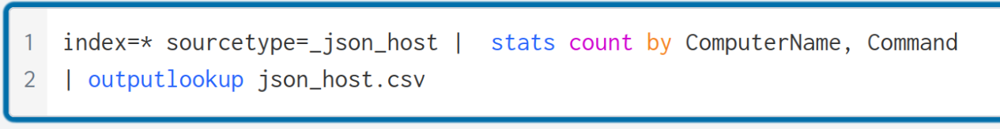 1 index=* sourcetype=_json_host |  stats count by ComputerName, Command
2 | outputlookup json_host.csv